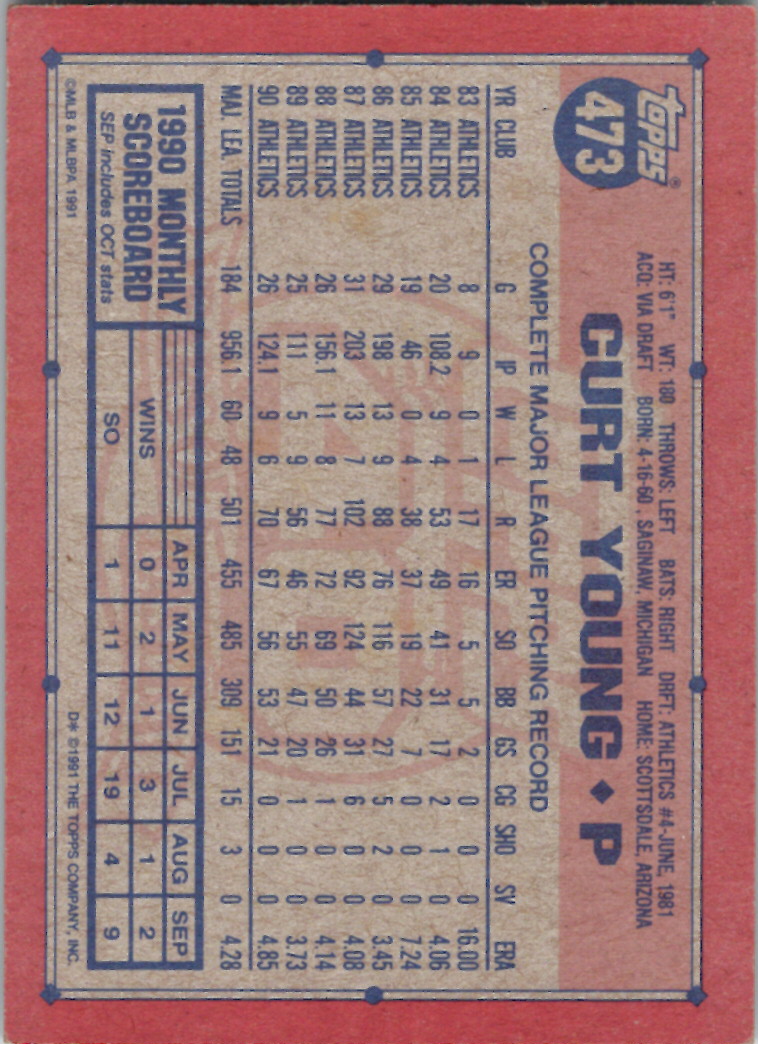 TOPPS®
473
HT: 6'1" WT: 180 THROWS: LEFT BATS: RIGHT DRFT: ATHLETICS #4-JUNE, 1981
ACQ: VIA DRAFT BORN: 4-16-60, SAGINAW, MICHIGAN HOME: SCOTTSDALE, ARIZONA
CURT YOUNG ♦ P
COMPLETE MAJOR LEAGUE PITCHING RECORD
YR CLUB G IP W L R ER SO BB GS CG SHO SV ERA
83 ATHLETICS 8 9 0 1 17 16 5 5 2 0 0 0 16.00
84 ATHLETICS 20 108.2 9 4 53 49 41 31 17 2 1 0 4.06
85 ATHLETICS 19 46 0 4 38 37 19 22 7 0 0 0 7.24
86 ATHLETICS 29 198 13 9 88 76 116 57 27 5 2 0 3.45
87 ATHLETICS 31 203 13 7 102 92 124 44 31 6 0 0 4.08
88 ATHLETICS 26 156.1 11 8 77 72 69 50 26 1 0 0 4.14
89 ATHLETICS 25 111 5 9 56 46 55 47 20 1 0 0 3.73
90 ATHLETICS 26 124.1 9 6 70 67 56 53 21 0 0 0 4.85
MAJ. LEA. TOTALS 184 956.1 60 48 501 455 485 309 151 15 3 0 4.28
1990 MONTHLY
SCOREBOARD
SEP includes OCT stats
APR MAY JUN JUL AUG SEP
WINS 0 2 1 3 1 2
SO 1 11 12 19 4 9
©MLB & MLBPA 1991
D* ©1991 THE TOPPS COMPANY, INC.